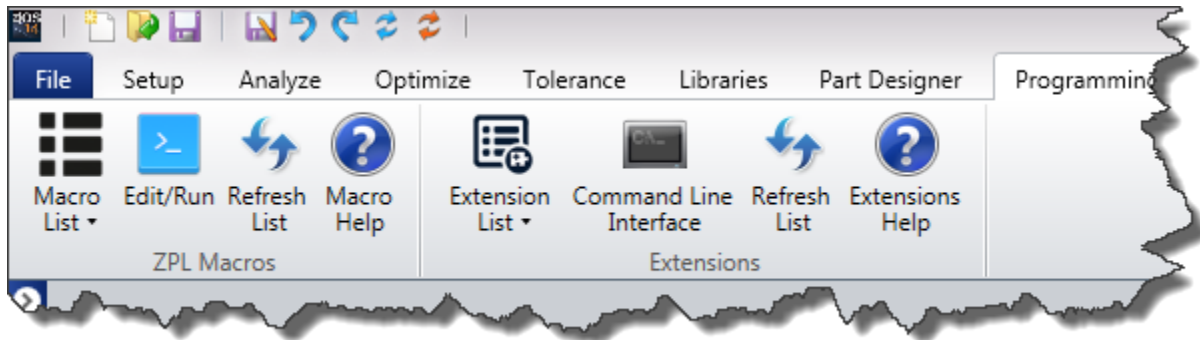 File Setup Analyze Optimize Tolerance Libraries Part Designer Programming
Macro List Edit/Run Refresh List Macro Help Extension List Command Line Interface Refresh List Extensions Help
ZPL Macros Extensions